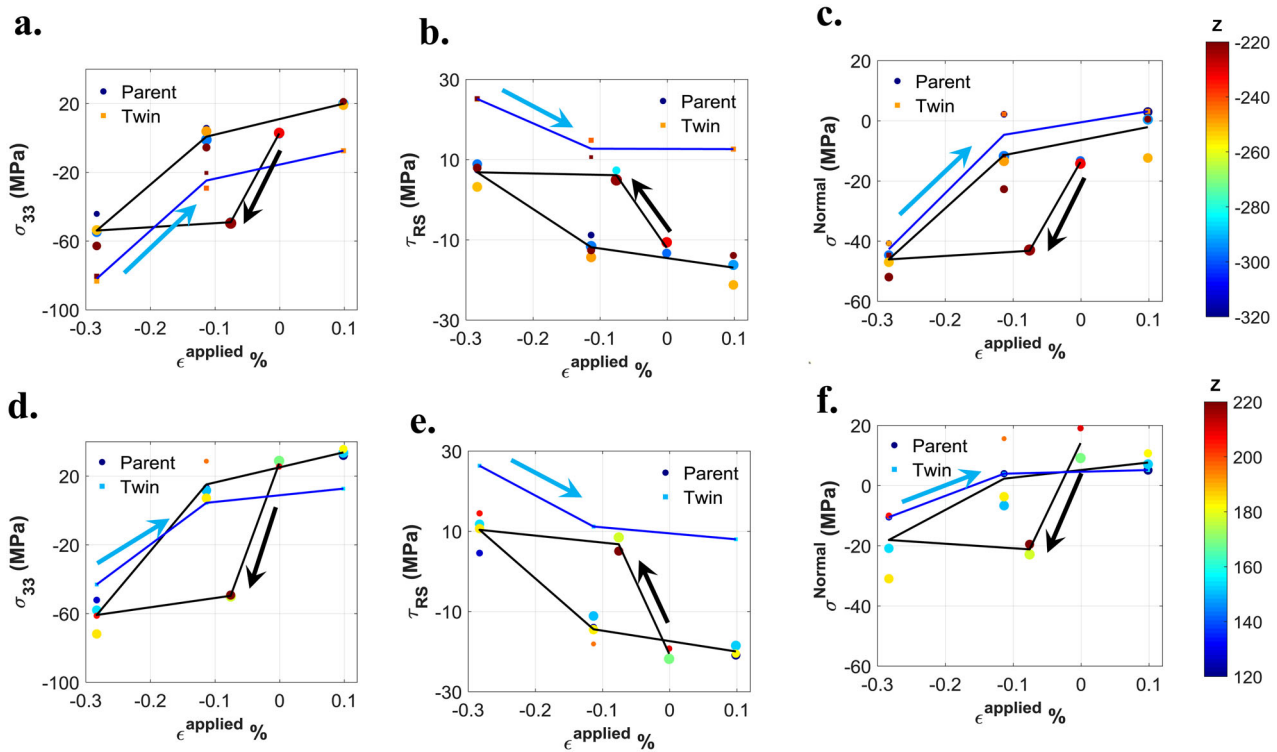 a.
20
-20
-60
-100
-0.3
-0.2
-0.1
0
0.1
σ33 (MPa)
ϵapplied %
Parent
Twin
b.
30
10
-10
-30
-0.3
-0.2
-0.1
0
0.1
τRS (MPa)
ϵapplied %
Parent
Twin
c.
20
0
-20
-40
-60
-0.3
-0.2
-0.1
0
0.1
σNormal (MPa)
ϵapplied %
Parent
Twin
z
-220
-240
-260
-280
-300
-320
d.
20
-20
-60
-100
-0.3
-0.2
-0.1
0
0.1
σ33 (MPa)
ϵapplied %
Parent
Twin
e.
30
10
-10
-30
-0.3
-0.2
-0.1
0
0.1
τRS (MPa)
ϵapplied %
Parent
Twin
f.
20
0
-20
-40
-60
-0.3
-0.2
-0.1
0
0.1
σNormal (MPa)
ϵapplied %
Parent
Twin
z
220
200
180
160
140
120